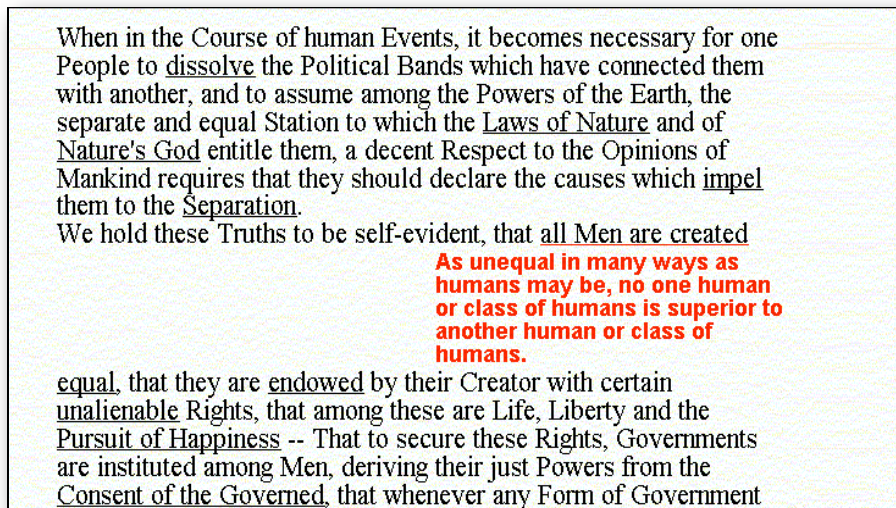 When in the Course of human Events, it becomes necessary for one
People to dissolve the Political Bands which have connected them
with another, and to assume among the Powers of the Earth, the
separate and equal Station to which the Laws of Nature and of
Nature's God entitle them, a decent Respect to the Opinions of
Mankind requires that they should declare the causes which impel
them to the Separation.
We hold these Truths to be self-evident, that all Men are created
As unequal in many ways as
humans may be, no one human
or class of humans is superior to
another human or class of
humans.
equal, that they are endowed by their Creator with certain
unalienable Rights, that among these are Life, Liberty and the
Pursuit of Happiness -- That to secure these Rights, Governments
are instituted among Men, deriving their just Powers from the
Consent of the Governed, that whenever any Form of Government